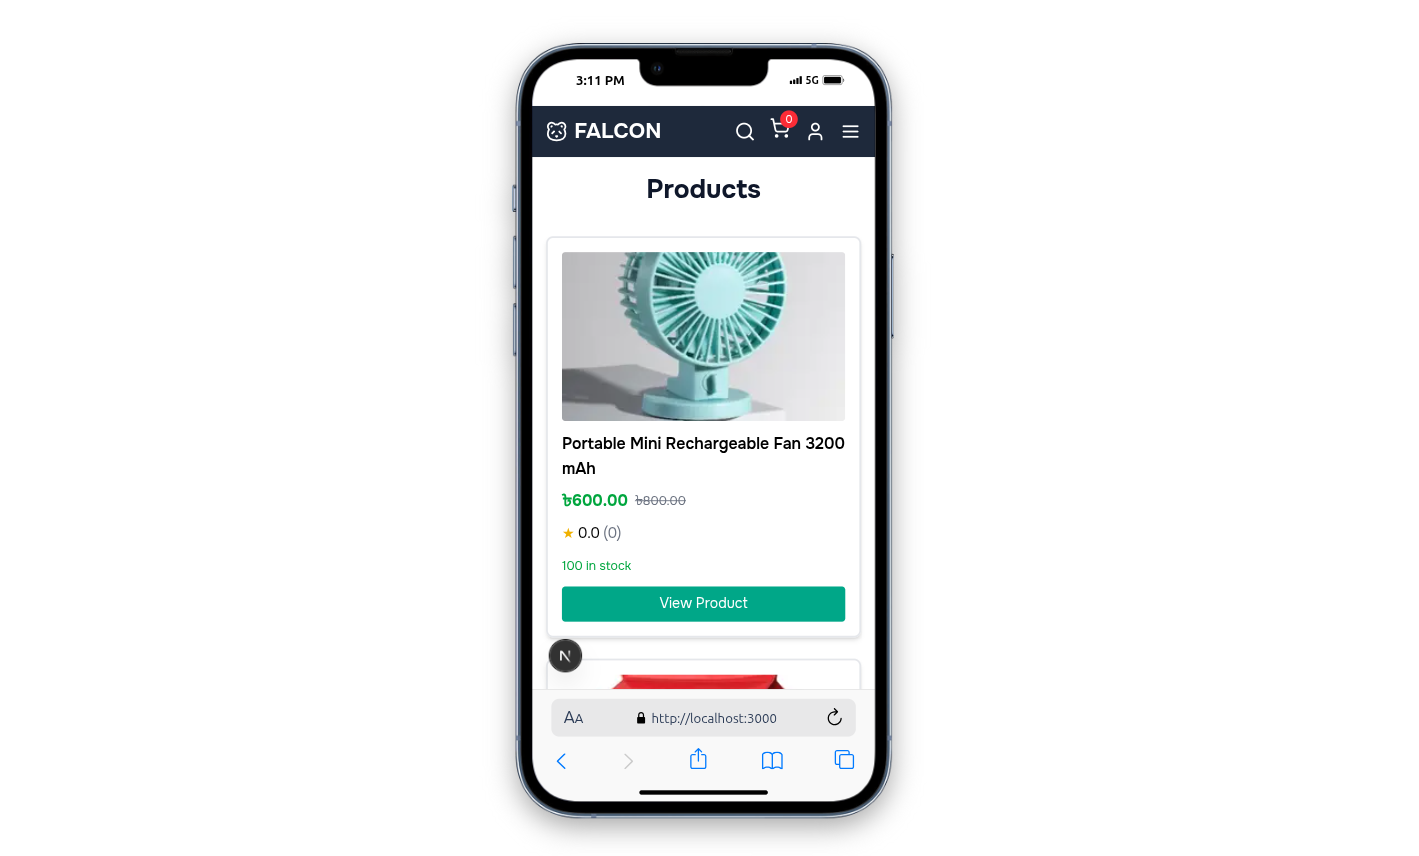 3:11 PM 5G
FALCON 0
Products
Portable Mini Rechargeable Fan 3200
mAh
৳600.00 ৳800.00
★ 0.0 (0)
100 in stock
View Product
N
AA http://localhost:3000